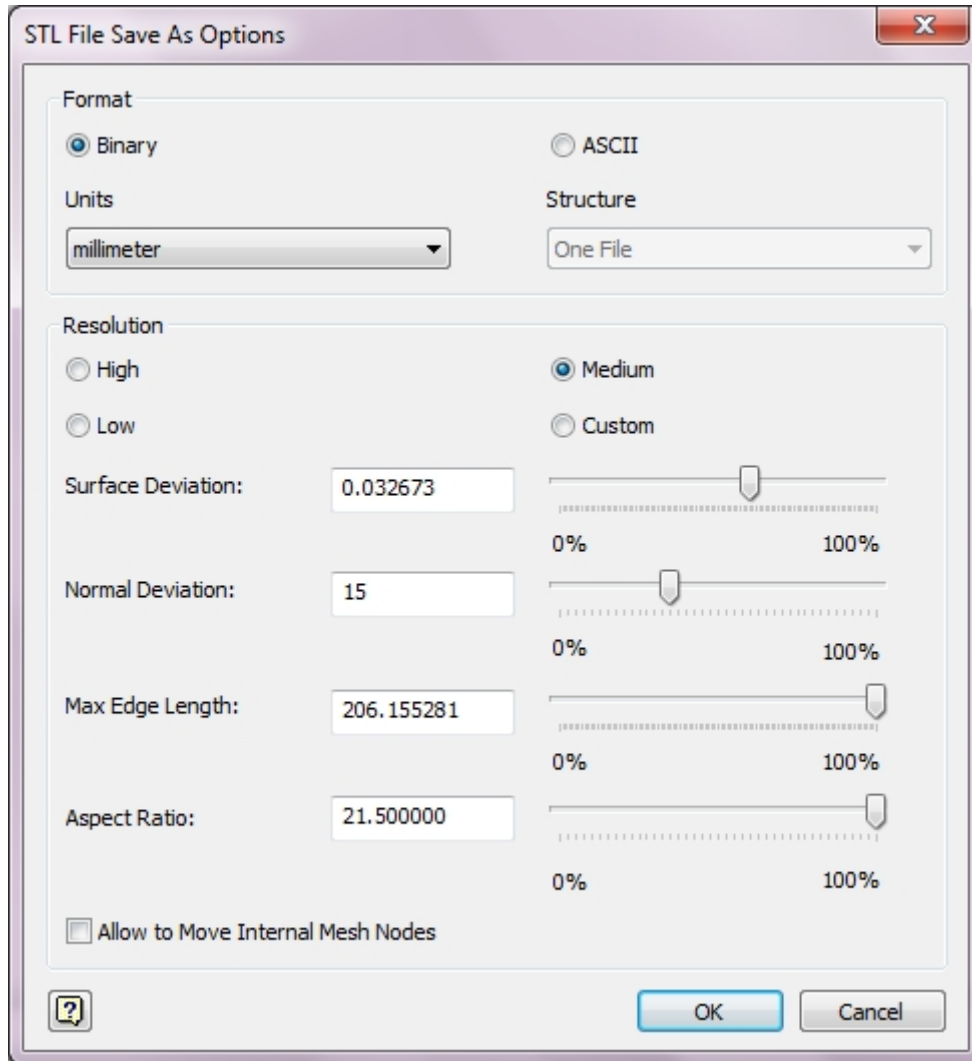 STL File Save As Options
Format
Binary ASCII
Units Structure
millimeter One File
Resolution
High Medium
Low Custom
Surface Deviation: 0.032673
0% 100%
Normal Deviation: 15
0% 100%
Max Edge Length: 206.155281
0% 100%
Aspect Ratio: 21.500000
0% 100%
Allow to Move Internal Mesh Nodes
? OK Cancel